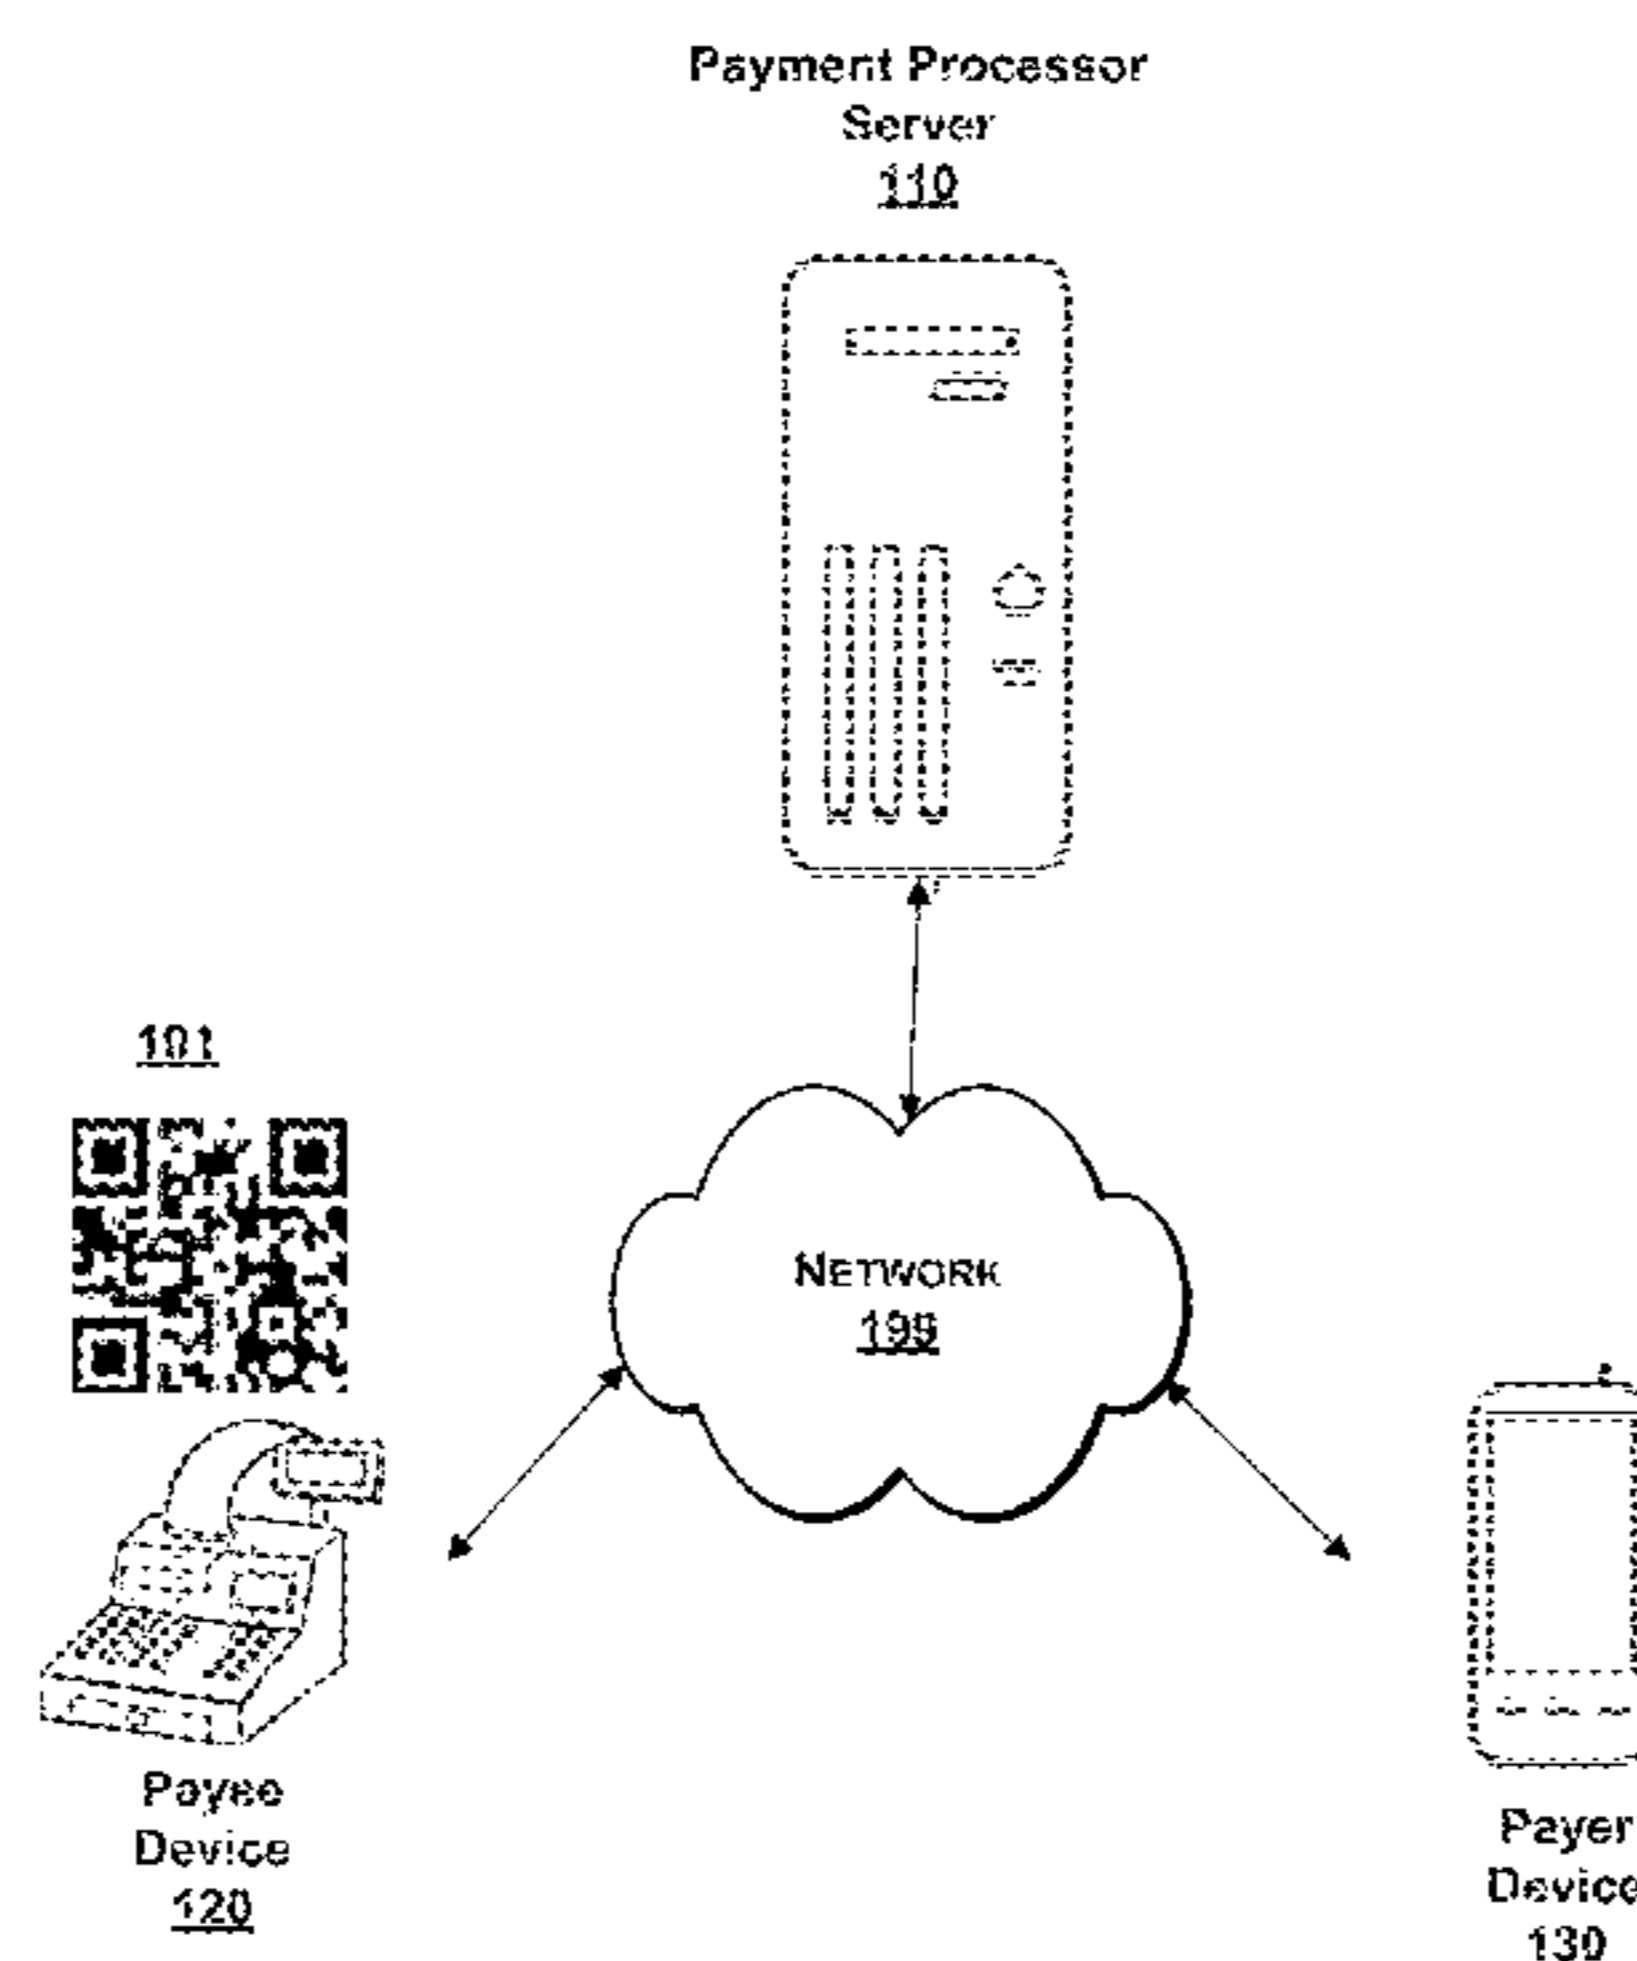 Payment Processor
Server
110
101
NETWORK
199
Payee
Device
120
Payer
Device
130